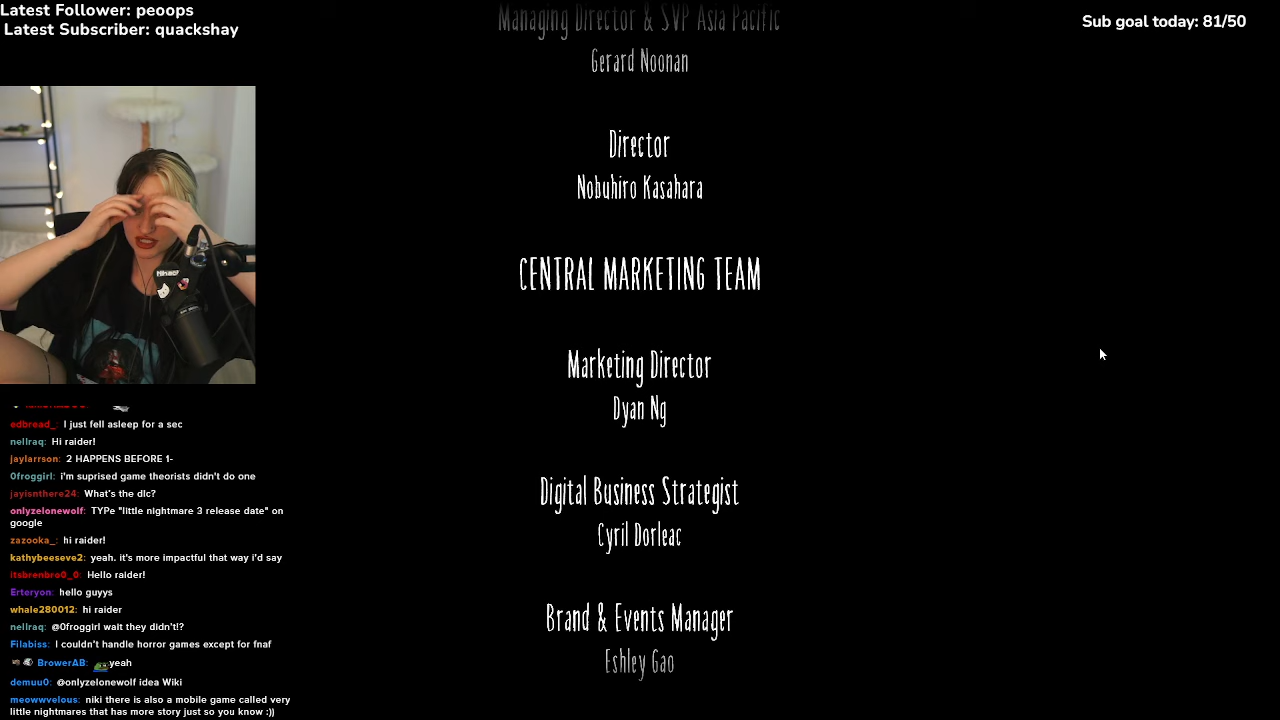 Latest Follower: peoops
Latest Subscriber: quackshay
Sub goal today: 81/50
Managing Director & SVP Asia Pacific
Gerard Noonan
Director
Nobuhiro Kasahara
CENTRAL MARKETING TEAM
Marketing Director
Dyan Ng
Digital Business Strategist
Cyril Dorleac
Brand & Events Manager
Eshley Gao
edbread_: I just fell asleep for a sec
nellraq: Hi raider!
jaylarrson: 2 HAPPENS BEFORE 1-
0froggirl: i'm suprised game theorists didn't do one
jayisnthere24: What's the dlc?
onlyzelonewolf: TYPe "little nightmare 3 release date" on
google
zazooka_: hi raider!
kathybeeseve2: yeah. it's more impactful that way i'd say
itsbrenbro0_0: Hello raider!
Erteryon: hello guyys
whale280012: hi raider
nellraq: @0froggirl wait they didn't!?
Filabiss: I couldn't handle horror games except for fnaf
BrowerAB: yeah
demuu0: @onlyzelonewolf idea Wiki
meowwvelous: niki there is also a mobile game called very
little nightmares that has more story just so you know :))